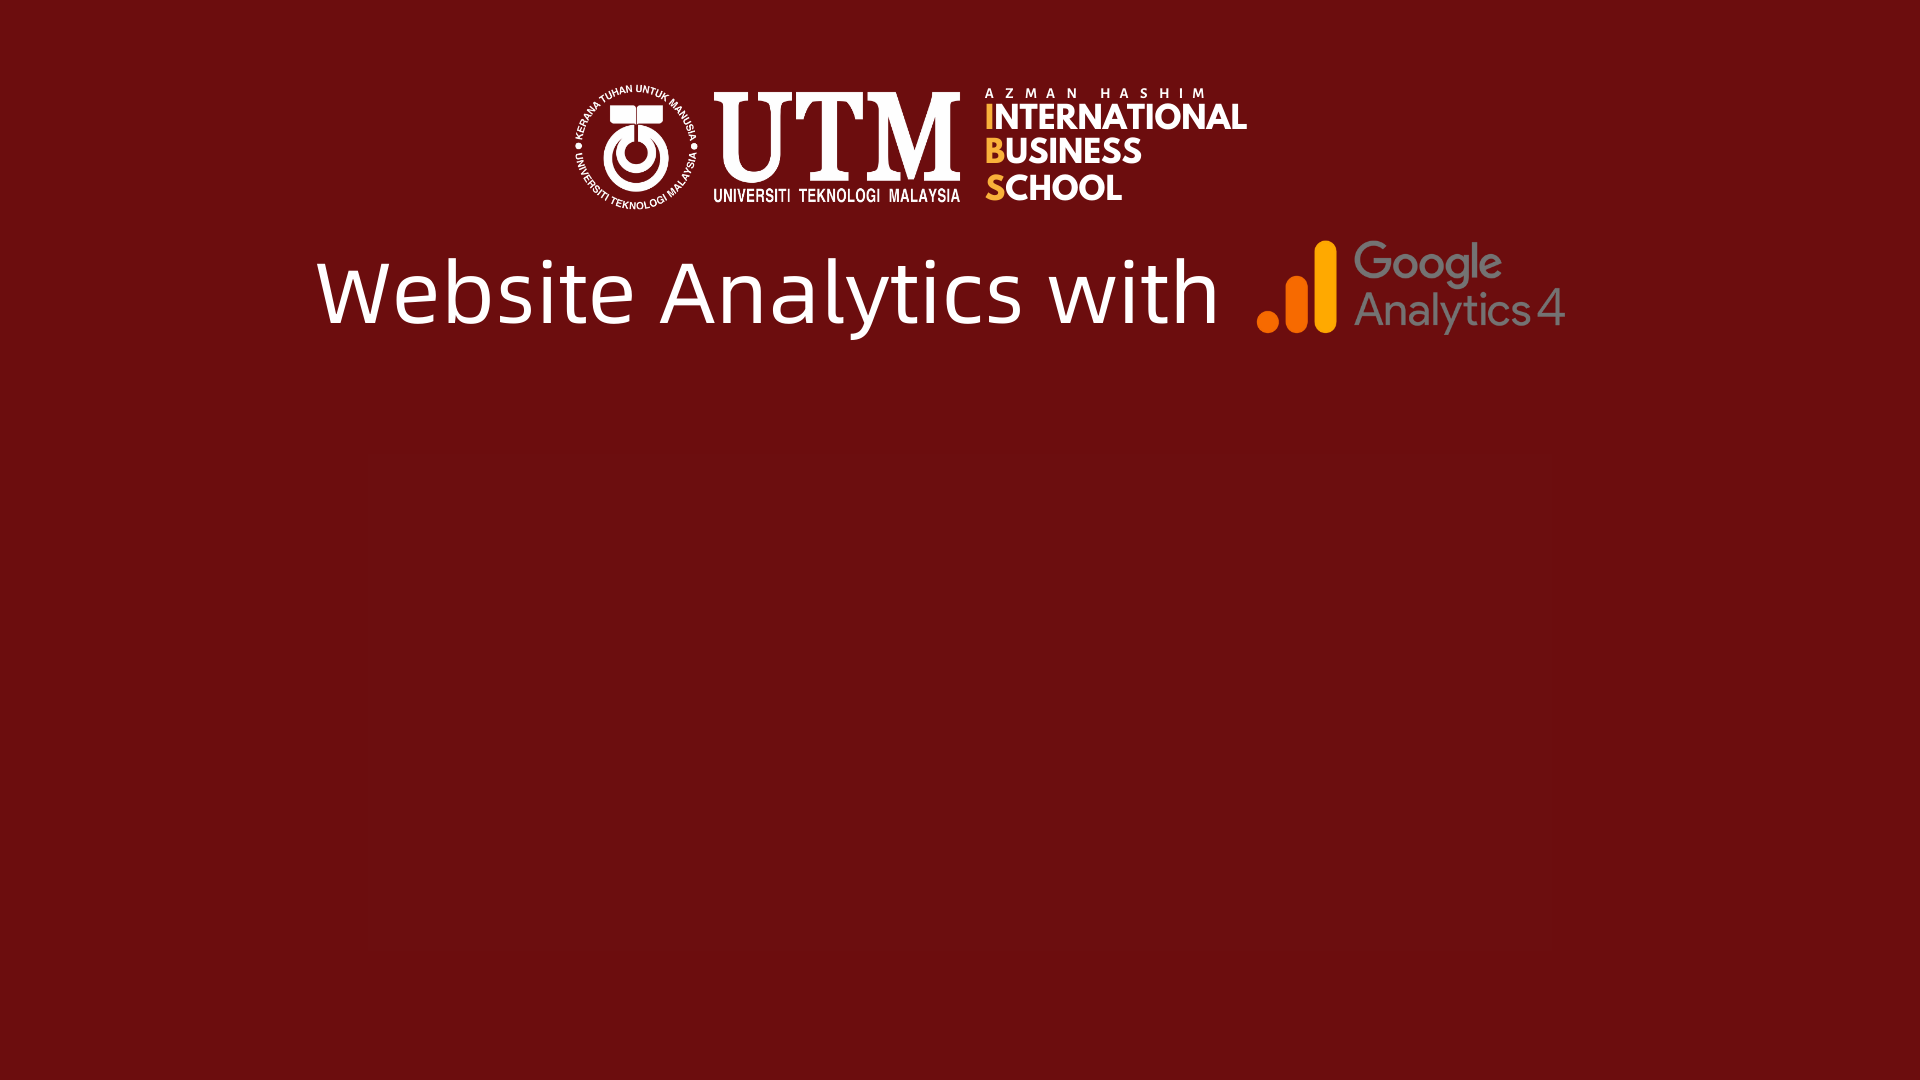 KERANA TUHAN UNTUK MANUSIA
UNIVERSITI TEKNOLOGI MALAYSIA
UTM
UNIVERSITI TEKNOLOGI MALAYSIA
AZMAN HASHIM
INTERNATIONAL
BUSINESS
SCHOOL
Website Analytics with
Google
Analytics 4